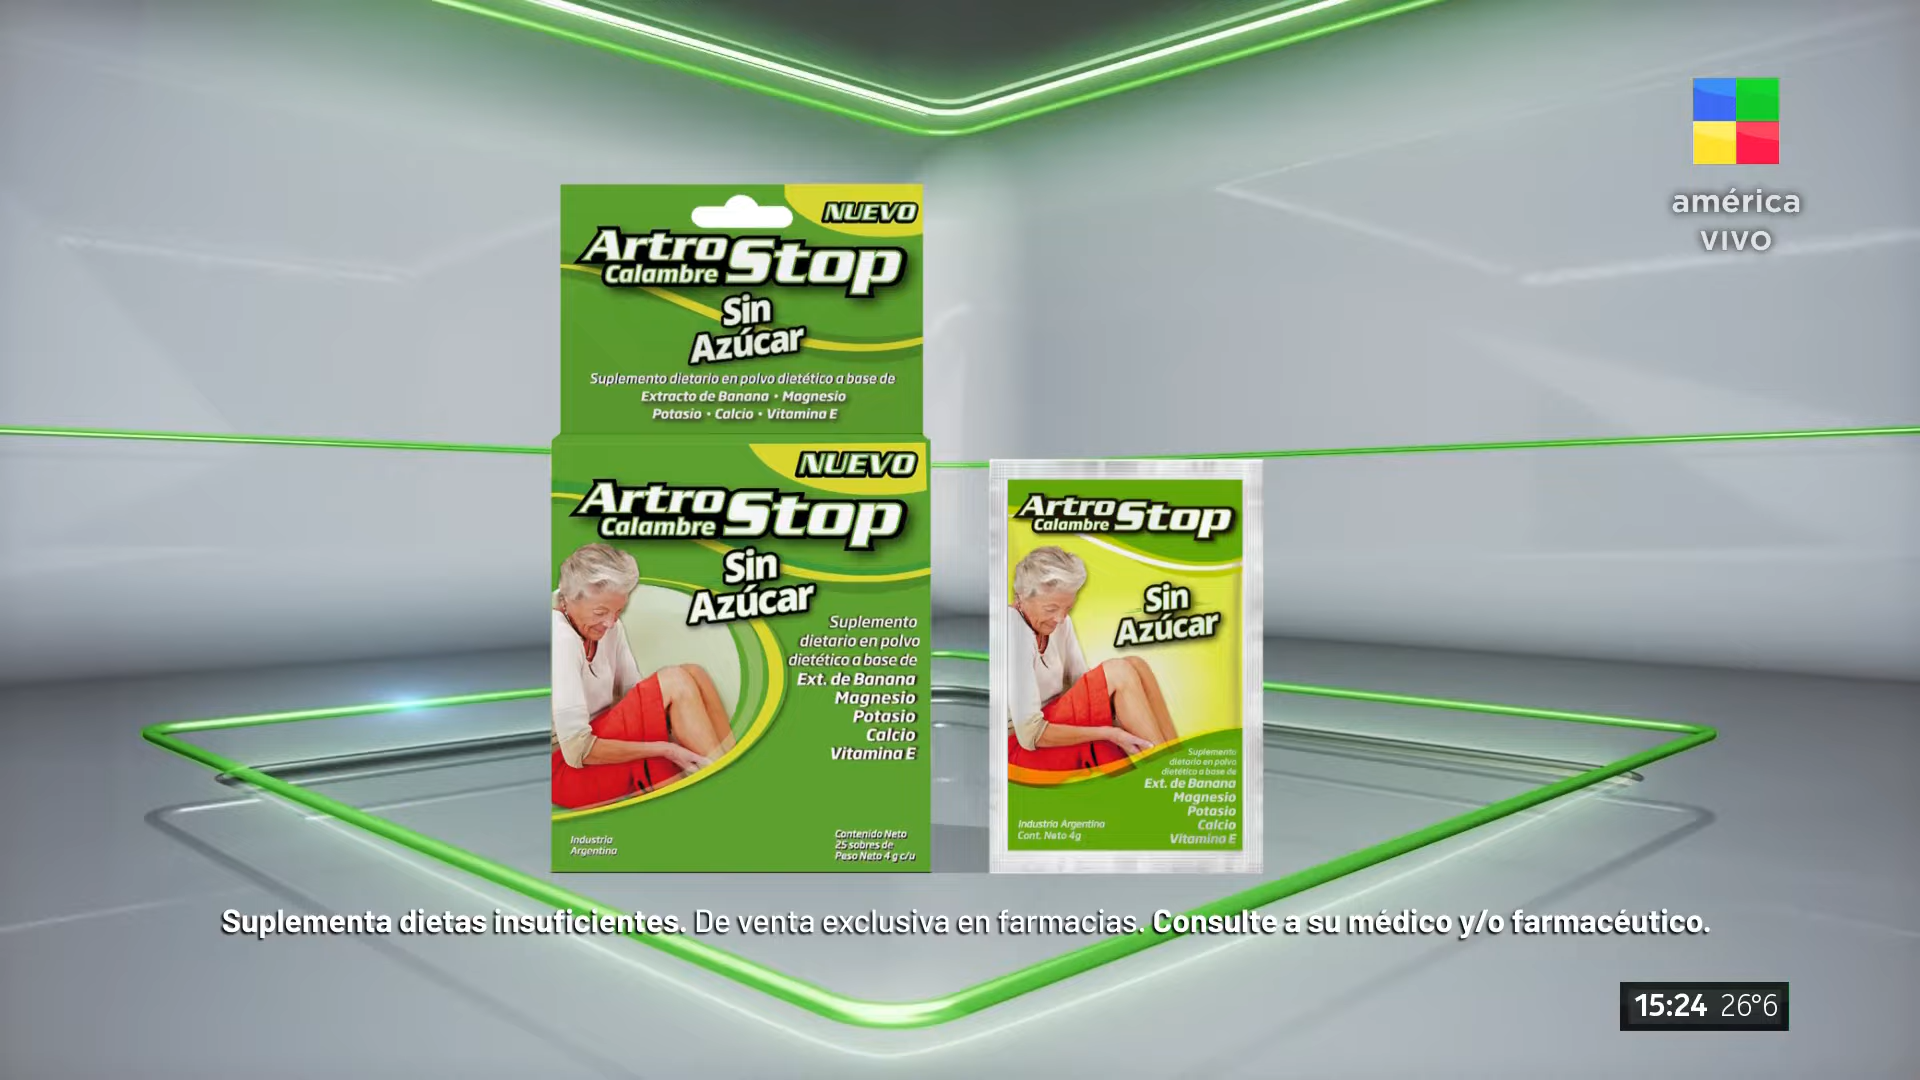 américa
VIVO
NUEVO
Artro
Calambre
Stop
Sin
Azúcar
Suplemento dietario en polvo dietético a base de
Extracto de Banana • Magnesio
Potasio • Calcio • Vitamina E
NUEVO
Artro
Calambre
Stop
Sin
Azúcar
Suplemento
dietario en polvo
dietético a base de
Ext. de Banana
Magnesio
Potasio
Calcio
Vitamina E
Industria
Argentina
Contenido Neto
25 sobres de
Peso Neto 4 g c/u
Artro
Calambre
Stop
Sin
Azúcar
Suplemento
dietario en polvo
dietético a base de
Ext. de Banana
Magnesio
Potasio
Calcio
Vitamina E
Industria Argentina
Cont. Neto 4g
Suplementa dietas insuficientes. De venta exclusiva en farmacias. Consulte a su médico y/o farmacéutico.
15:24 26°6